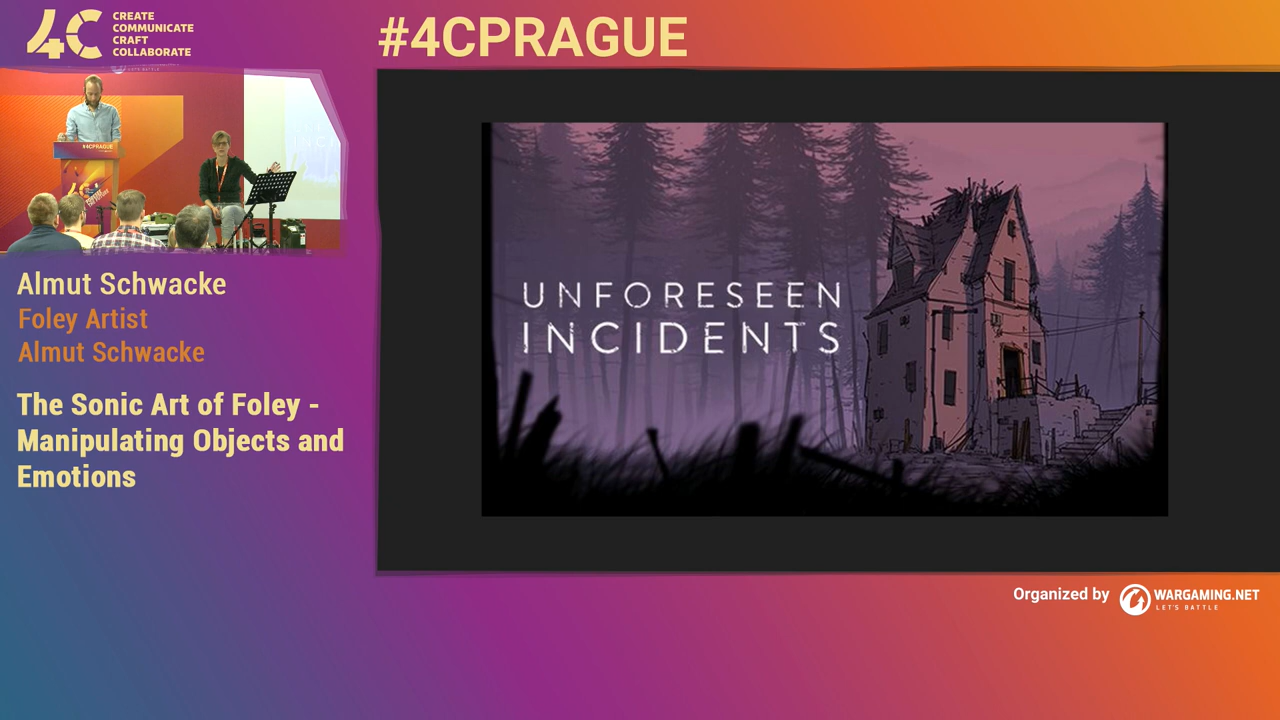 4C
CREATE
COMMUNICATE
CRAFT
COLLABORATE
#4CPRAGUE
#4CPRAGUE
Almut Schwacke
Foley Artist
Almut Schwacke
The Sonic Art of Foley -
Manipulating Objects and
Emotions
UNFORESEEN
INCIDENTS
Organized by
WARGAMING.NET
LET'S BATTLE